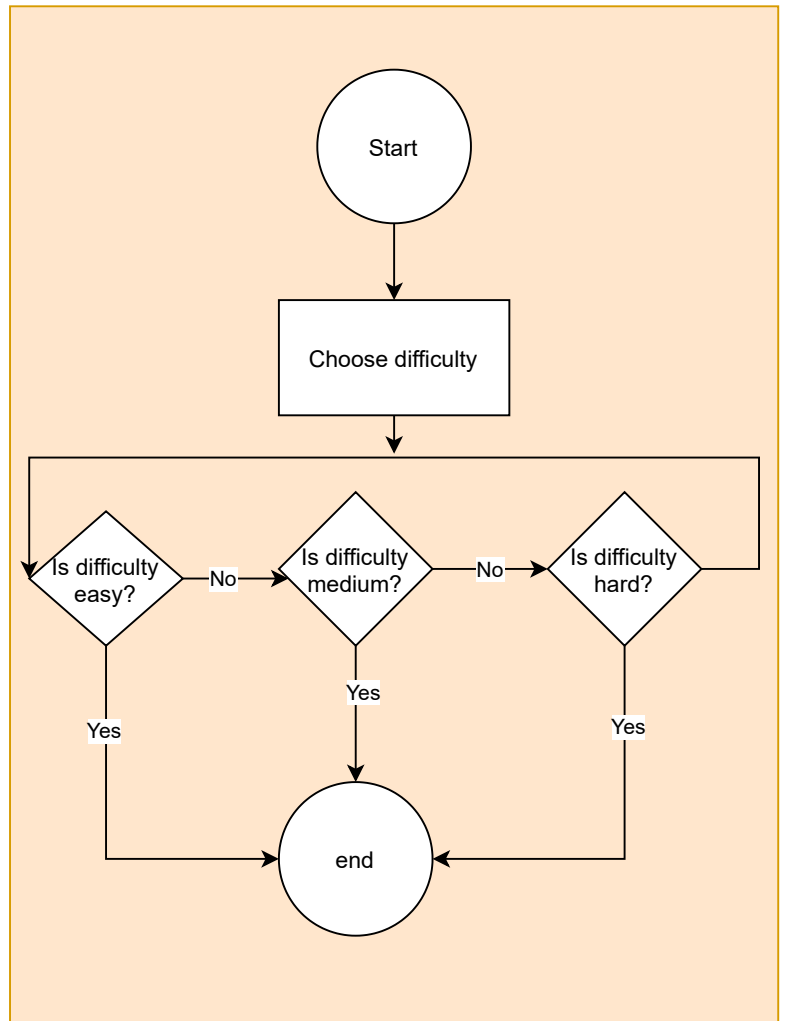 Start
Choose difficulty
Is difficulty
easy?
No
Is difficulty
medium?
No
Is difficulty
hard?
Yes
Yes
Yes
end